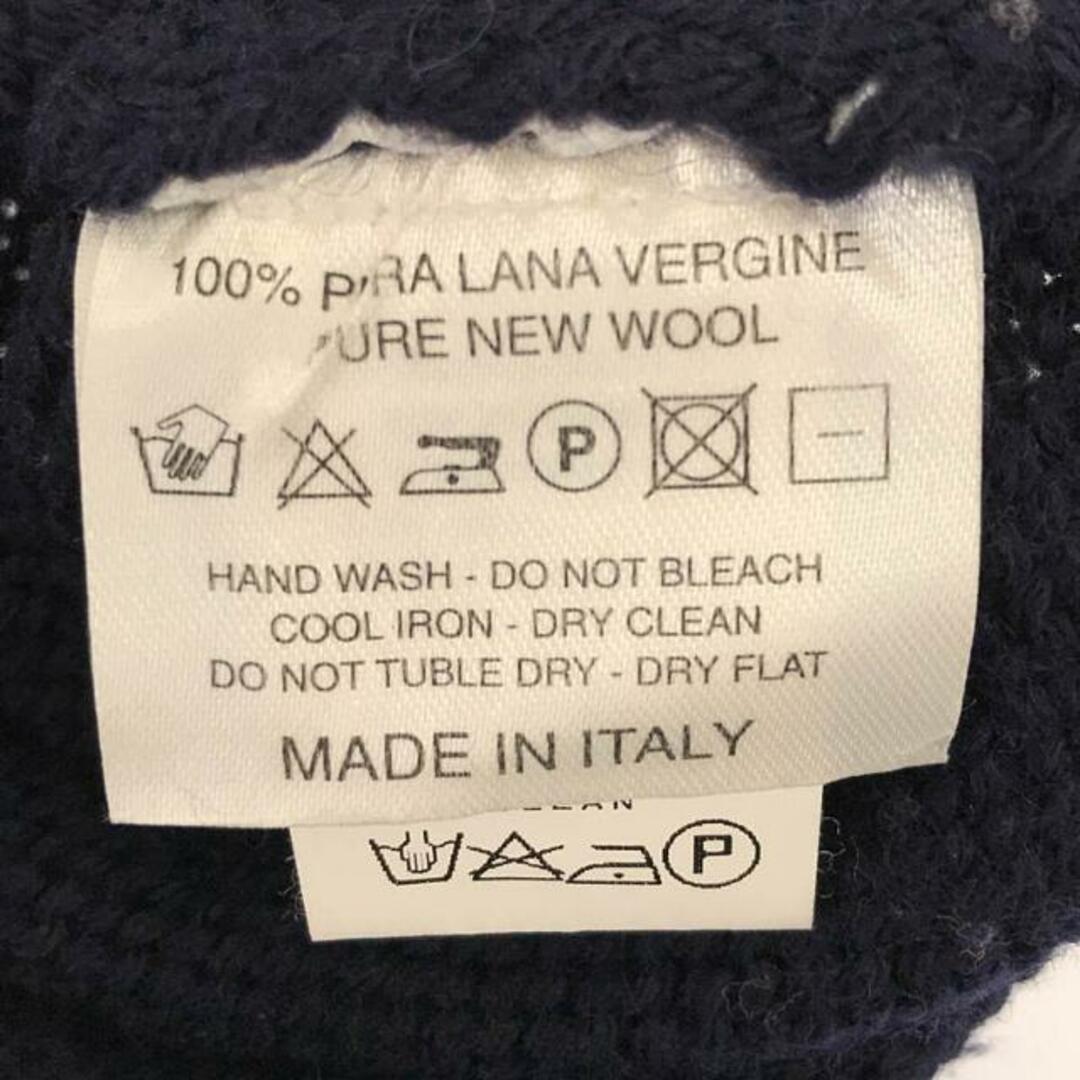 100% PURA LANA VERGINE
PURE NEW WOOL
P
HAND WASH - DO NOT BLEACH
COOL IRON - DRY CLEAN
DO NOT TUBLE DRY - DRY FLAT
MADE IN ITALY
P